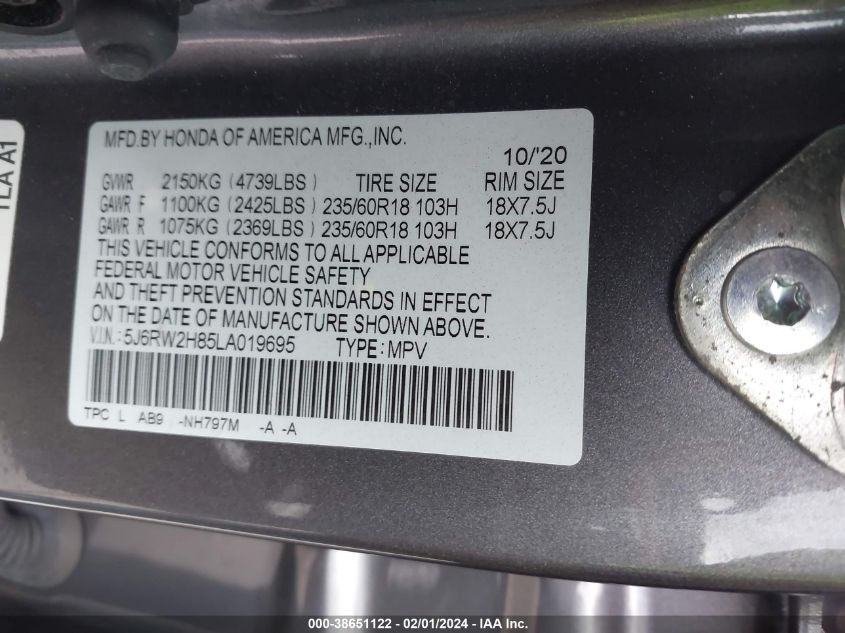 TLA A1
MFD.BY HONDA OF AMERICA MFG.,INC.
10/'20
GVWR 2150KG (4739LBS) TIRE SIZE RIM SIZE
GAWR F 1100KG (2425LBS) 235/60R18 103H 18X7.5J
GAWR R 1075KG (2369LBS) 235/60R18 103H 18X7.5J
THIS VEHICLE CONFORMS TO ALL APPLICABLE
FEDERAL MOTOR VEHICLE SAFETY
AND THEFT PREVENTION STANDARDS IN EFFECT
ON THE DATE OF MANUFACTURE SHOWN ABOVE.
V.I.N.: 5J6RW2H85LA019695 TYPE: MPV
TPC L AB9 -NH797M -A -A
000-38651122 | 02/01/2024 - IAA Inc.